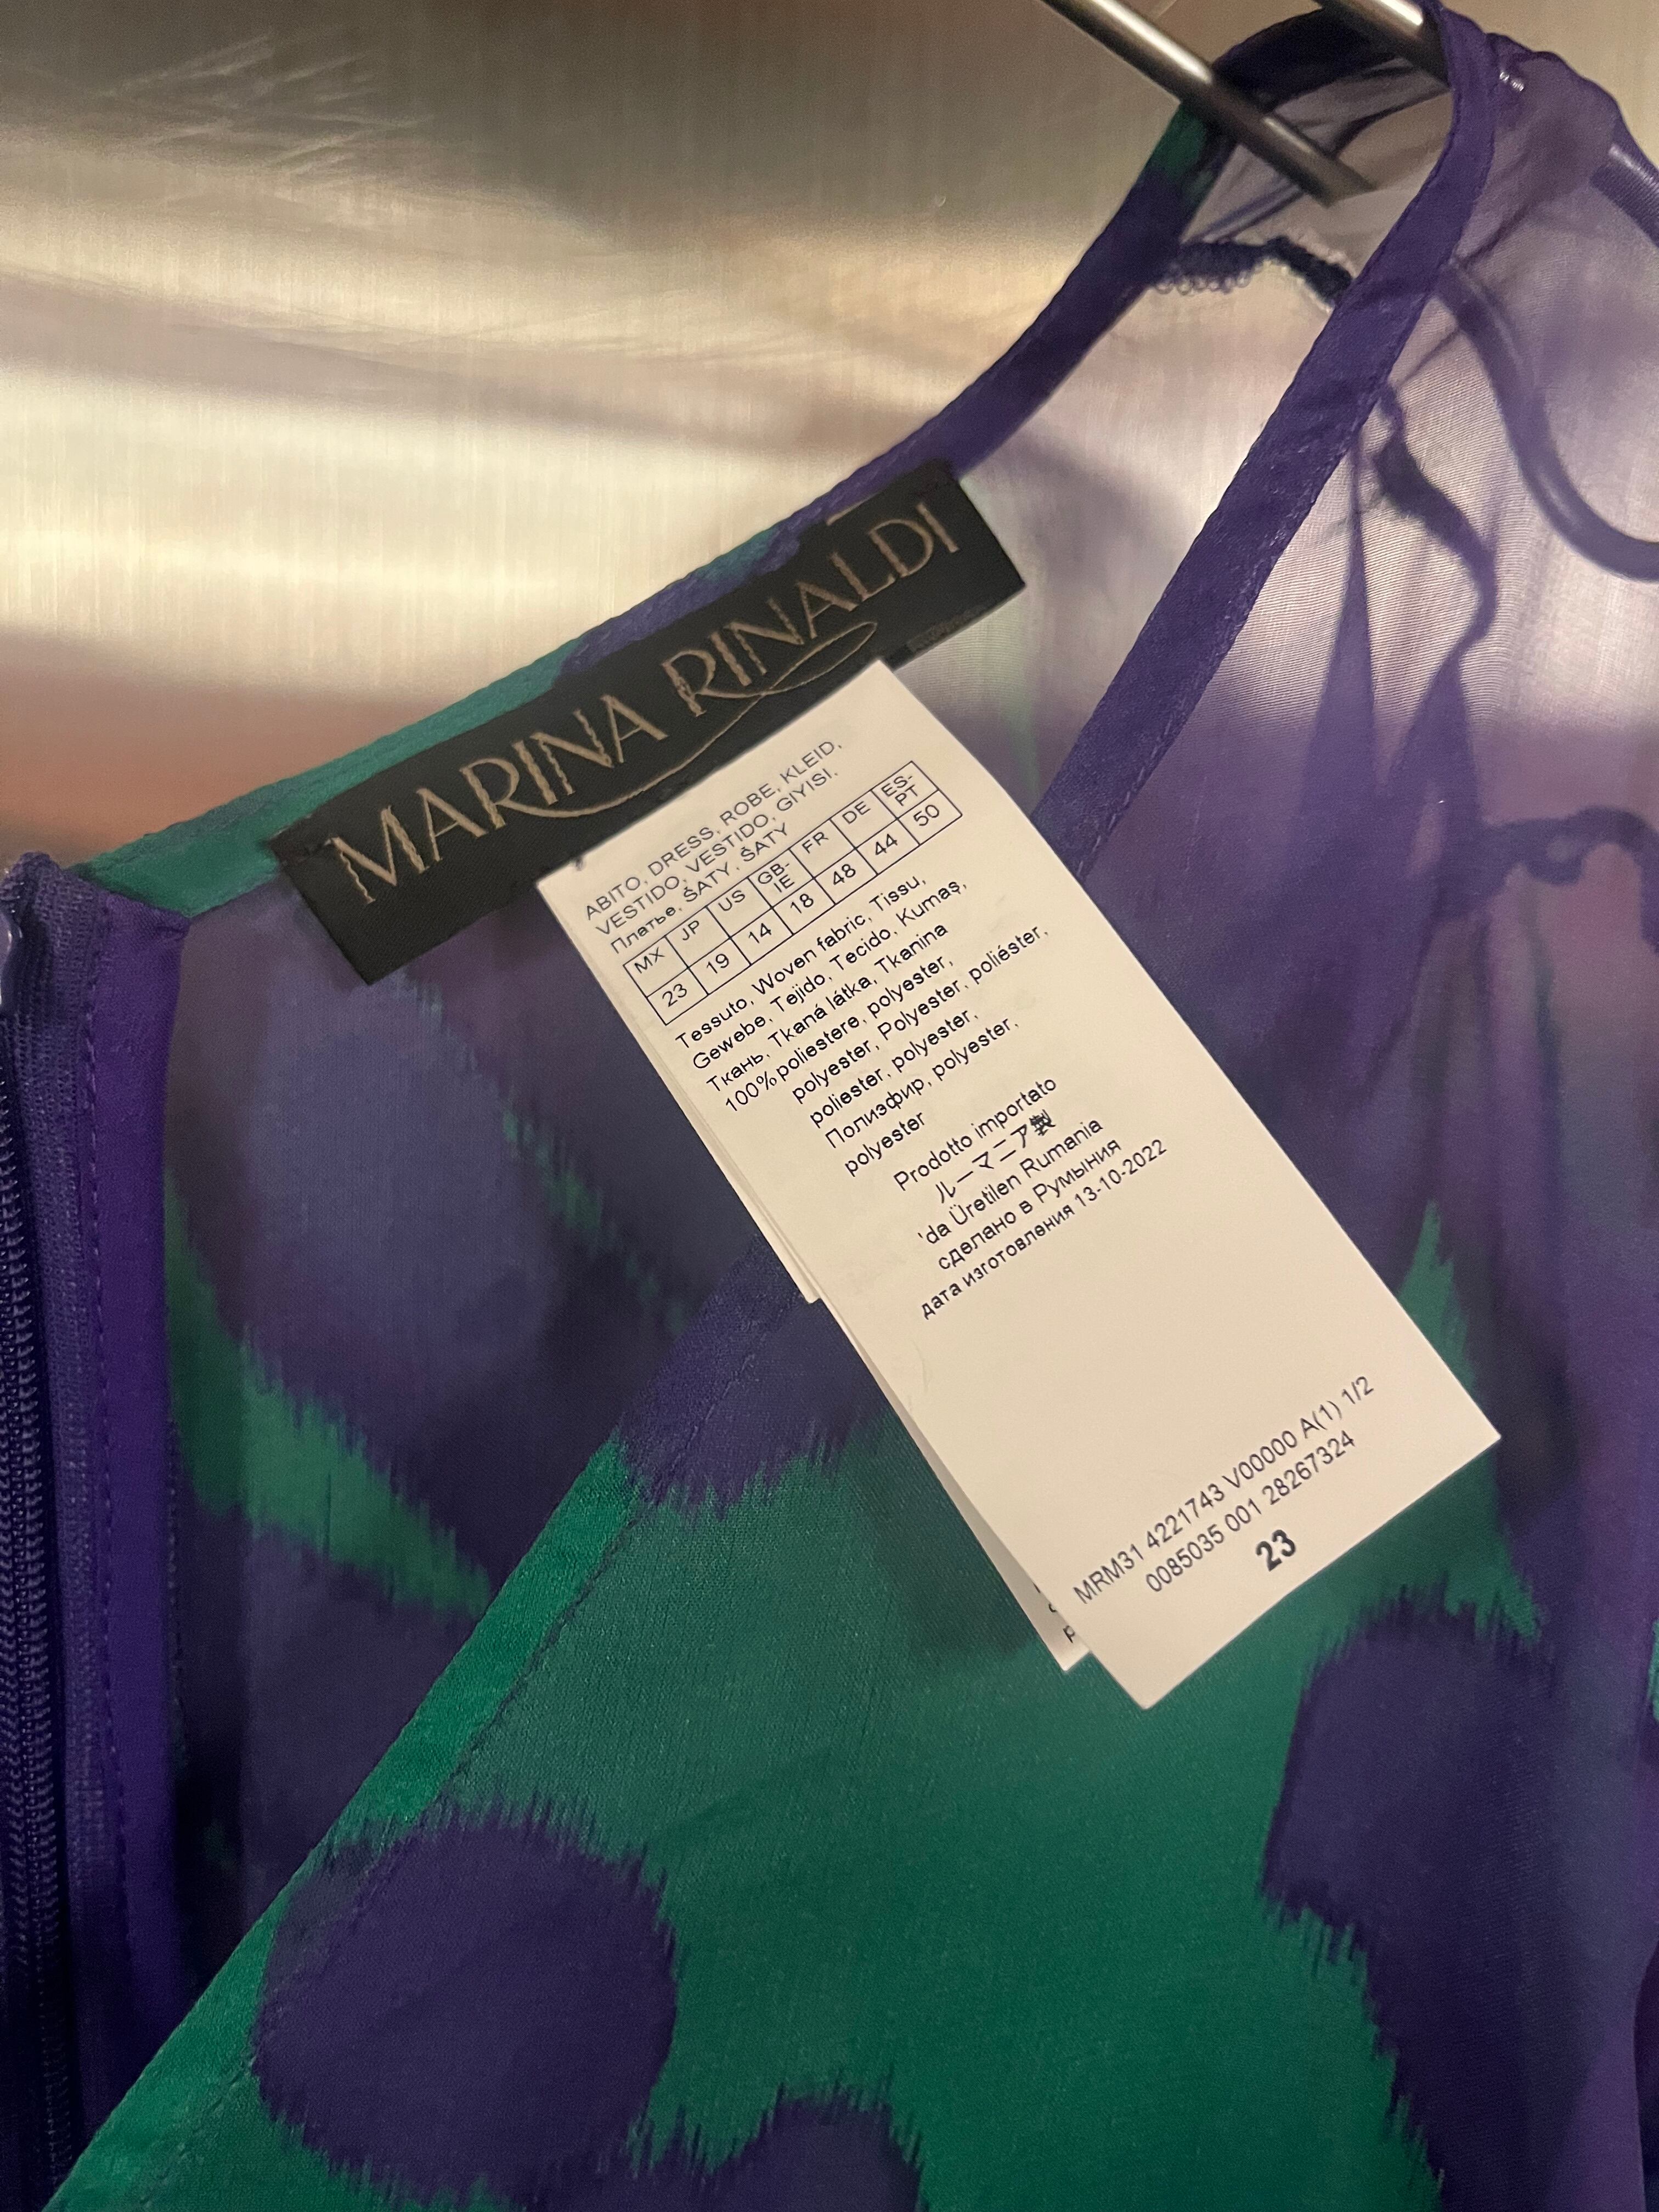 MARINA RINALDI
ABITO, DRESS, ROBE, KLEID,
VESTIDO, VESTIDO, GIYISI.
Платье, ŠATY, ŠATY
MX JP US GB-IE FR DE ES-PT
23 19 14 18 48 44 50
Tessuto, Woven fabric, Tissu,
Gewebe, Tejido, Tecido, Kumaş,
Ткань, Tkaná látka, Tkanina
100%poliestere, polyester,
polyester, Polyester, poliéster,
poliester, polyester,
Полиэфир, polyester,
polyester
Prodotto importato
ルーマニア製
'da Üretilen Rumania
сделано в Румыния
дата изготовления 13-10-2022
MRM31 4221743 V00000 A(1) 1/2
0085035 001 28267324
23